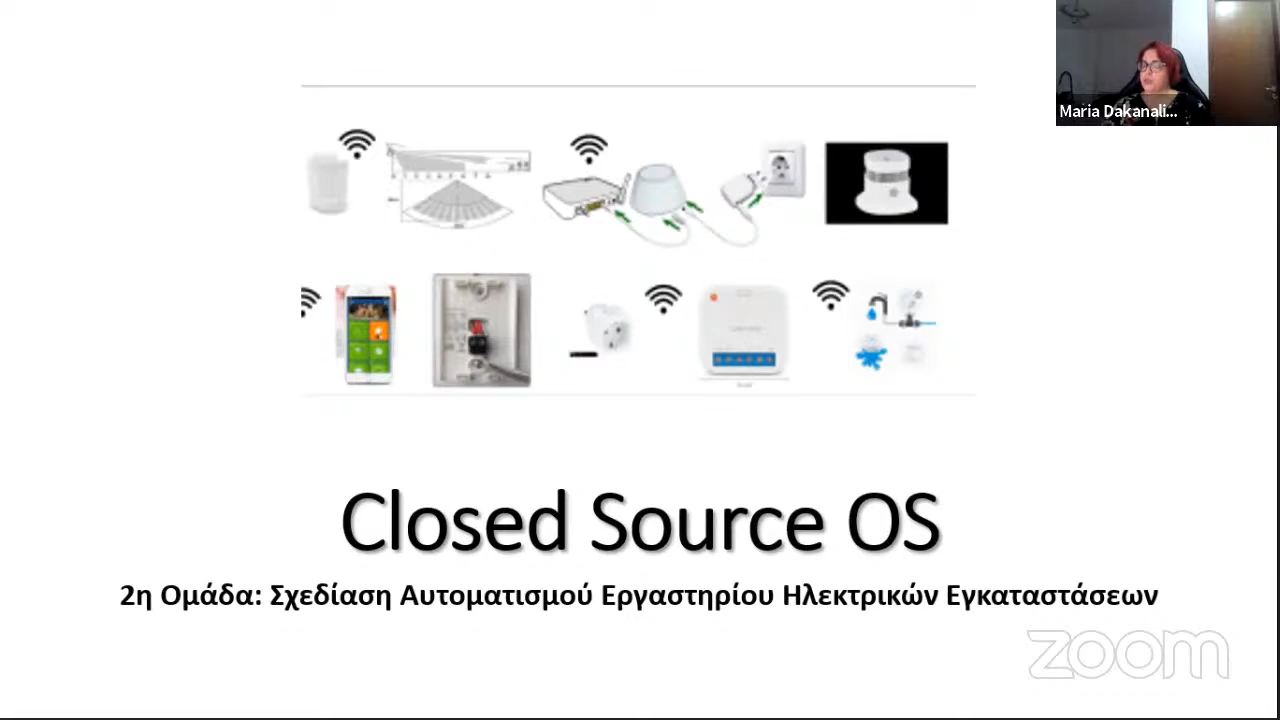 Maria Dakanali...
Closed Source OS
2η Ομάδα: Σχεδίαση Αυτοματισμού Εργαστηρίου Ηλεκτρικών Εγκαταστάσεων
zoom